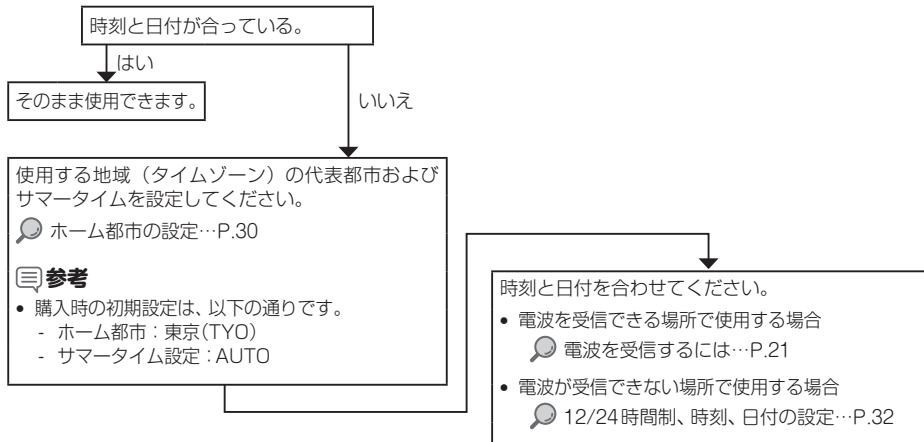 時刻と日付が合っている。
はい
そのまま使用できます。
いいえ
使用する地域（タイムゾーン）の代表都市および
サマータイムを設定してください。
ホーム都市の設定…P.30
参考
• 購入時の初期設定は、以下の通りです。
- ホーム都市：東京（TYO）
- サマータイム設定：AUTO
時刻と日付を合わせてください。
• 電波を受信できる場所で使用する場合
電波を受信するには…P.21
• 電波が受信できない場所で使用する場合
12/24時間制、時刻、日付の設定…P.32